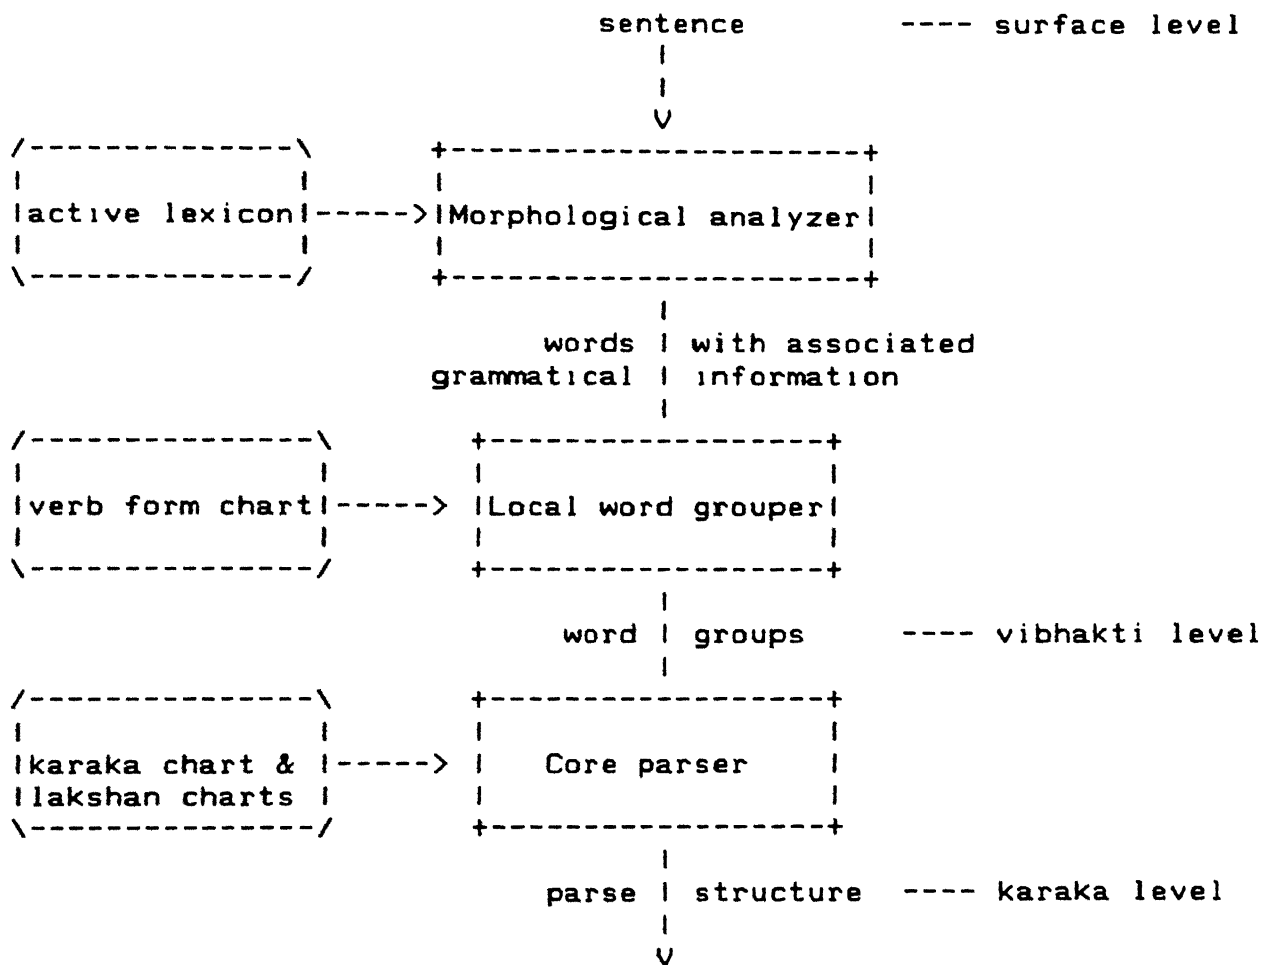 sentence ---- surface level
active lexicon -----> Morphological analyzer
words | with associated
grammatical | information
verb form chart -----> Local word grouper
word | groups ---- vibhakti level
karaka chart & -----> Core parser
lakshan charts
parse | structure ---- karaka level